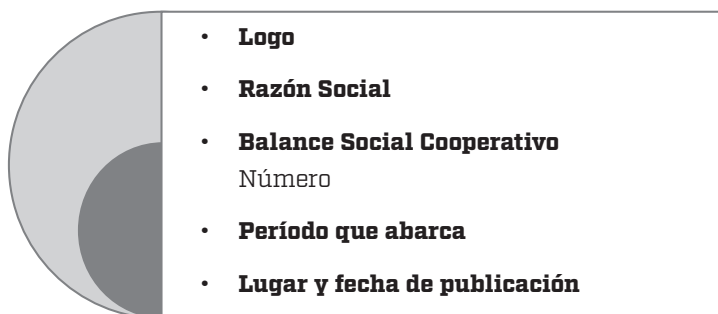 • Logo
• Razón Social
• Balance Social Cooperativo
Número
• Período que abarca
• Lugar y fecha de publicación